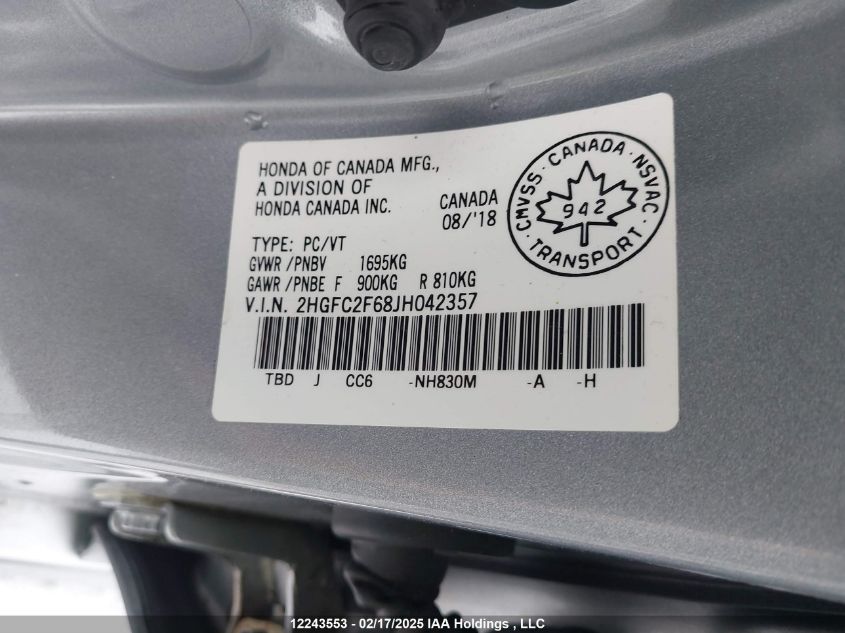 HONDA OF CANADA MFG.,
A DIVISION OF
HONDA CANADA INC.
CANADA
08/'18
TYPE: PC/VT
GVWR /PNBV 1695KG
GAWR /PNBE F 900KG R 810KG
V.I.N. 2HGFC2F68JH042357
TBD J CC6 -NH830M -A -H
CMVSS · CANADA · NSVAC · TRANSPORT ·
942
12243553 - 02/17/2025 IAA Holdings , LLC